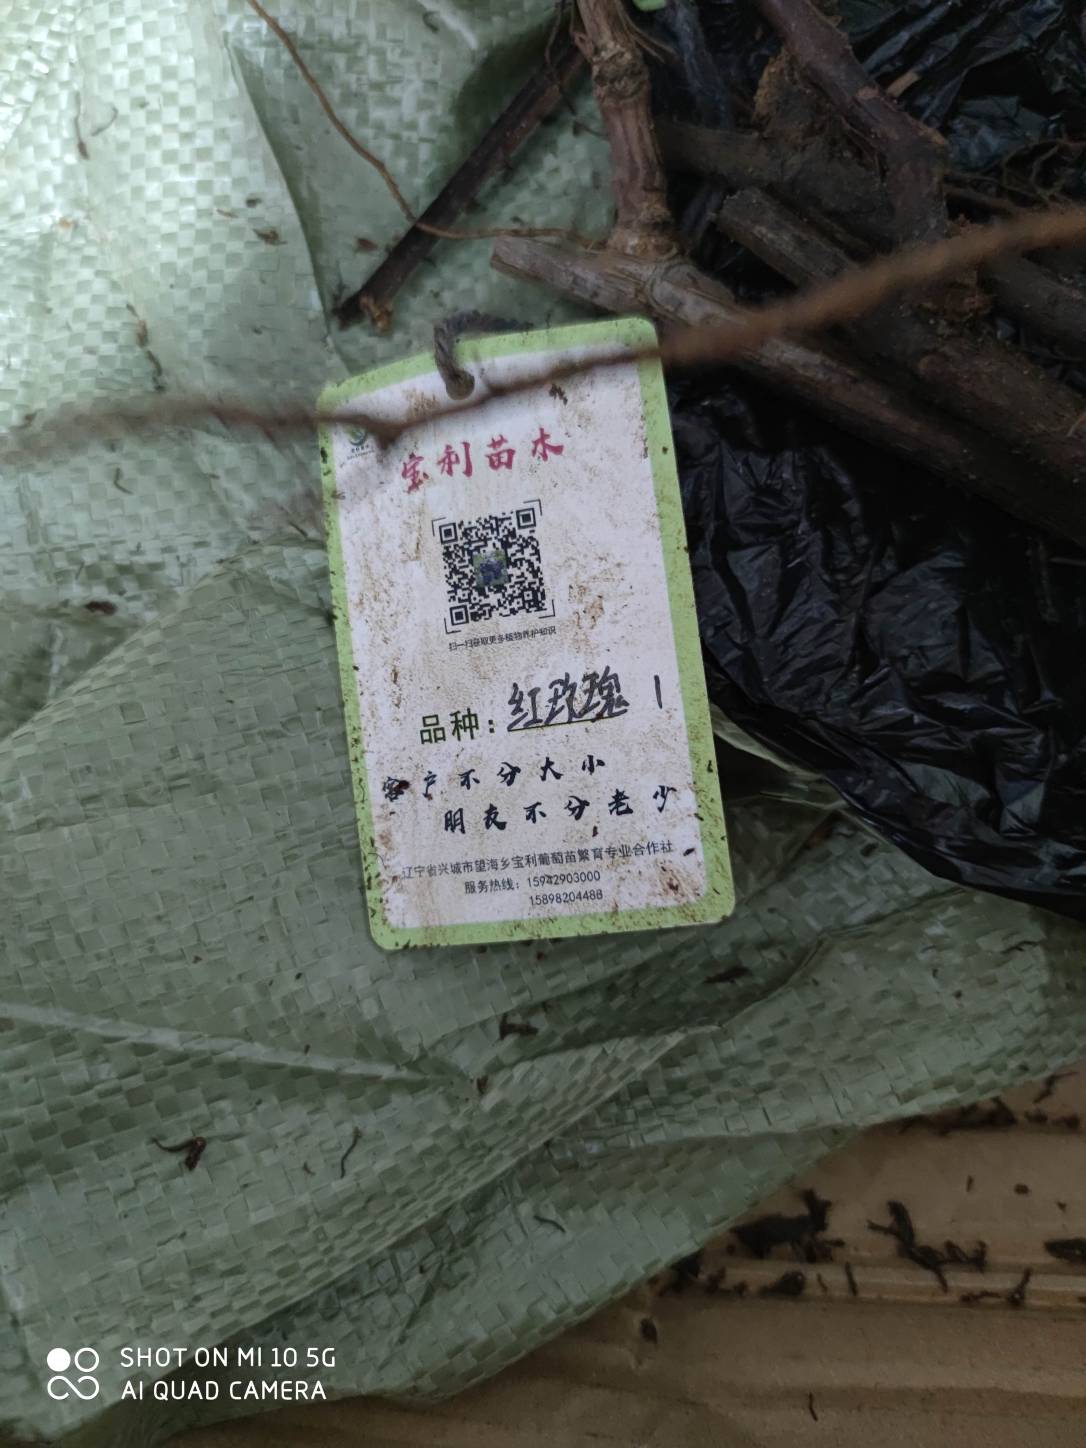 宝利苗木
扫一扫获取更多植物养护知识
品种：红玫瑰 1
客户不分大小
朋友不分老少
辽宁省兴城市望海乡宝利葡萄苗繁育专业合作社
服务热线：15942903000
15898204488
SHOT ON MI 10 5G
AI QUAD CAMERA